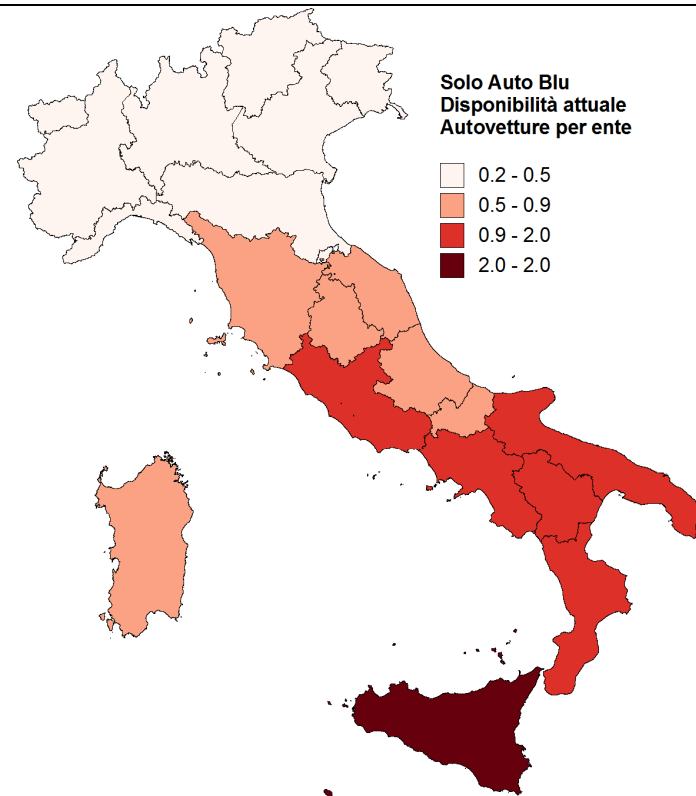 Solo Auto Blu
Disponibilità attuale
Autovetture per ente
0.2 - 0.5
0.5 - 0.9
0.9 - 2.0
2.0 - 2.0